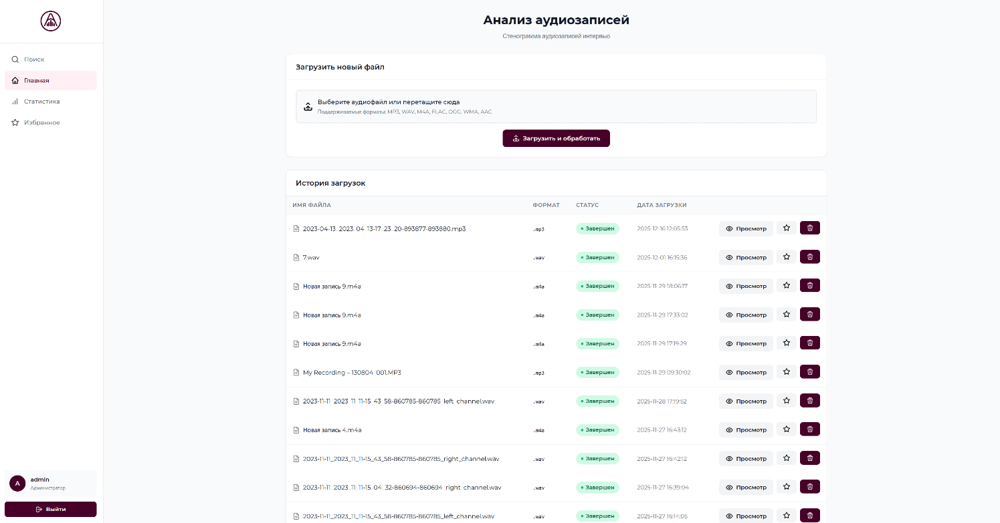 Анализ аудиозаписей
Стенограмма аудиозаписей интервью
Поиск
Главная
Статистика
Избранное
Загрузить новый файл
Выберите аудиофайл или перетащите сюда
Поддерживаемые форматы: MP3, WAV, M4A, FLAC, OGG, WMA, AAC
Загрузить и обработать
История загрузок
ИМЯ ФАЙЛА ФОРМАТ СТАТУС ДАТА ЗАГРУЗКИ
2023-04-13_2023_04_13-17_23_20-893877-893880.mp3 .mp3 Завершен 2025-12-16 12:05:53 Просмотр
7.wav .wav Завершен 2025-12-01 16:15:36 Просмотр
Новая запись 9.m4a .m4a Завершен 2025-11-29 18:06:17 Просмотр
Новая запись 9.m4a .m4a Завершен 2025-11-29 17:33:02 Просмотр
Новая запись 9.m4a .m4a Завершен 2025-11-29 17:19:29 Просмотр
My Recording – 130804_001.MP3 .mp3 Завершен 2025-11-29 09:30:02 Просмотр
2023-11-11_2023_11_11-15_43_58-860785-860785_left_channel.wav .wav Завершен 2025-11-28 17:19:52 Просмотр
Новая запись 4.m4a .m4a Завершен 2025-11-27 16:43:12 Просмотр
2023-11-11_2023_11_11-15_43_58-860785-860785_right_channel.wav .wav Завершен 2025-11-27 16:42:12 Просмотр
2023-11-11_2023_11_11-15_04_32-860694-860694_right_channel.wav .wav Завершен 2025-11-27 16:39:04 Просмотр
2023-11-11_2023_11_11-15_43_58-860785-860785_left_channel.wav .wav Завершен 2025-11-27 16:14:05 Просмотр
A
admin
Администратор
Выйти